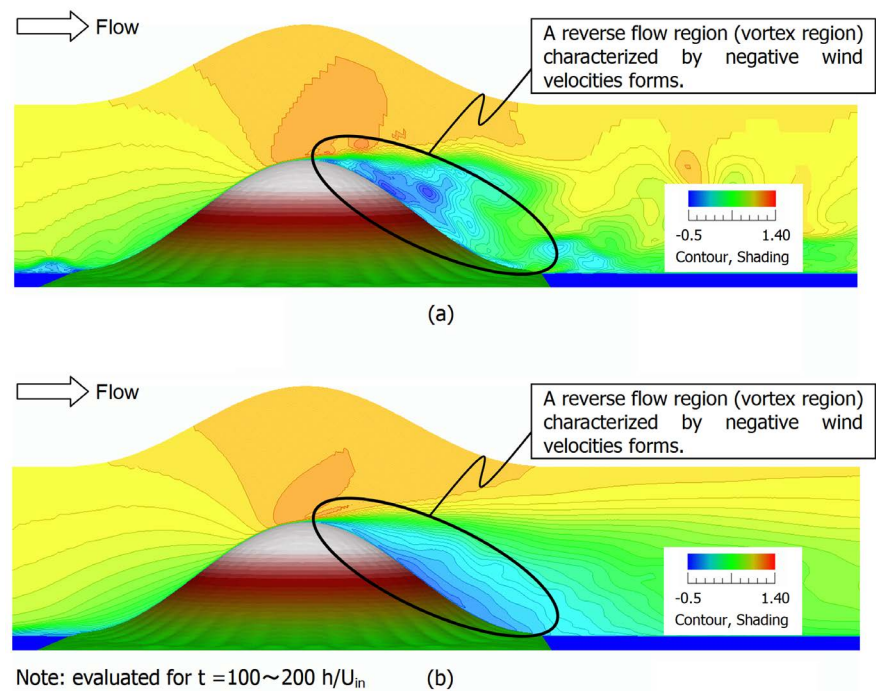 Flow
A reverse flow region (vortex region)
characterized by negative wind
velocities forms.
-0.5 1.40
Contour, Shading
(a)
Flow
A reverse flow region (vortex region)
characterized by negative wind
velocities forms.
-0.5 1.40
Contour, Shading
Note: evaluated for t =100～200 h/Uin (b)